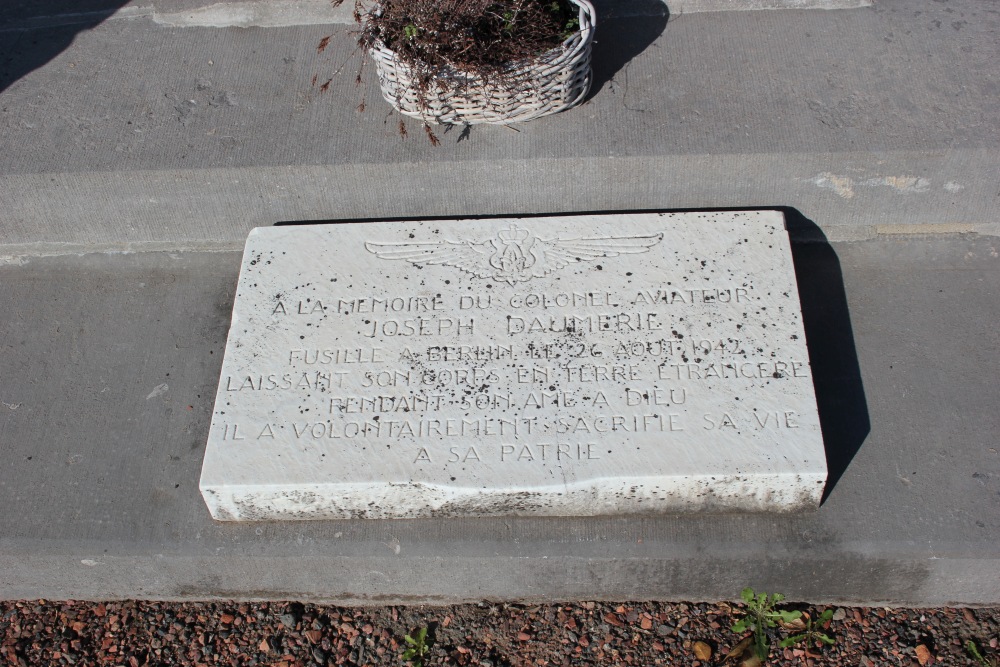 A LA MEMOIRE DU COLONEL AVIATEUR
JOSEPH DAUMERIE
FUSILLE A BERLIN LE 26 AOUT 1942
LAISSANT SON CORPS EN TERRE ETRANGERE
RENDANT SON AME A DIEU
IL A VOLONTAIREMENT SACRIFIE SA VIE
A SA PATRIE